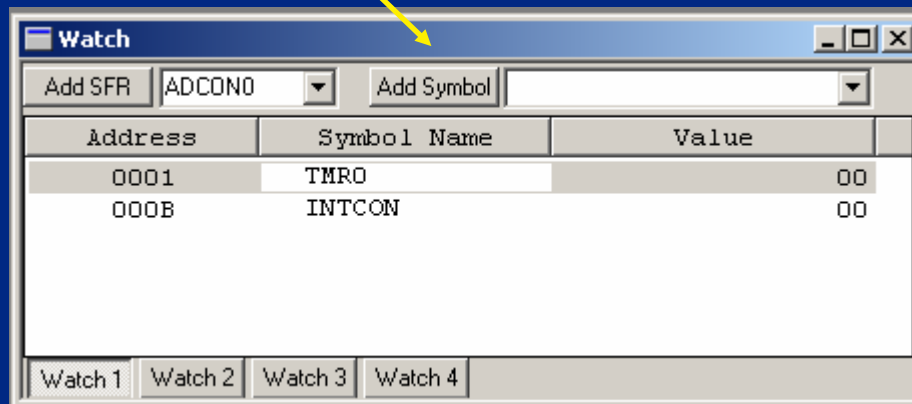 Watch
Add SFR ADCON0 Add Symbol
Address Symbol Name Value
0001 TMR0 00
000B INTCON 00
Watch 1 Watch 2 Watch 3 Watch 4